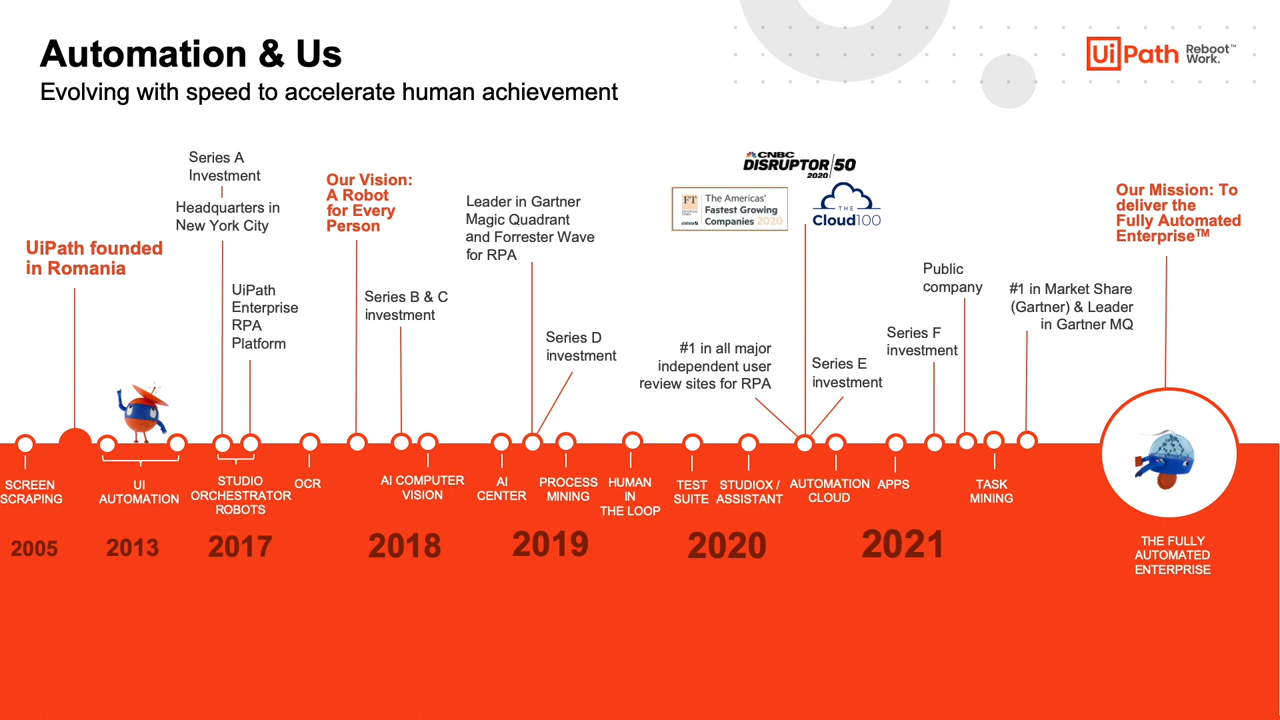 Automation & Us
Evolving with speed to accelerate human achievement
UiPath
Reboot™
Work.
UiPath founded
in Romania
Series A
Investment
Headquarters in
New York City
UiPath
Enterprise
RPA
Platform
Our Vision:
A Robot
for Every
Person
Series B & C
investment
Leader in Gartner
Magic Quadrant
and Forrester Wave
for RPA
Series D
investment
CNBC
DISRUPTOR/50
2020
FT
The Americas'
Fastest Growing
Companies 2020
THE
Cloud100
#1 in all major
independent user
review sites for RPA
Series E
investment
Series F
investment
Public
company
#1 in Market Share
(Gartner) & Leader
in Gartner MQ
Our Mission: To
deliver the
Fully Automated
Enterprise™
SCREEN
SCRAPING
UI
AUTOMATION
STUDIO
ORCHESTRATOR
ROBOTS
OCR
AI COMPUTER
VISION
AI
CENTER
PROCESS
MINING
HUMAN
IN
THE LOOP
TEST
SUITE
STUDIOX /
ASSISTANT
AUTOMATION
CLOUD
APPS
TASK
MINING
2005
2013
2017
2018
2019
2020
2021
THE FULLY
AUTOMATED
ENTERPRISE